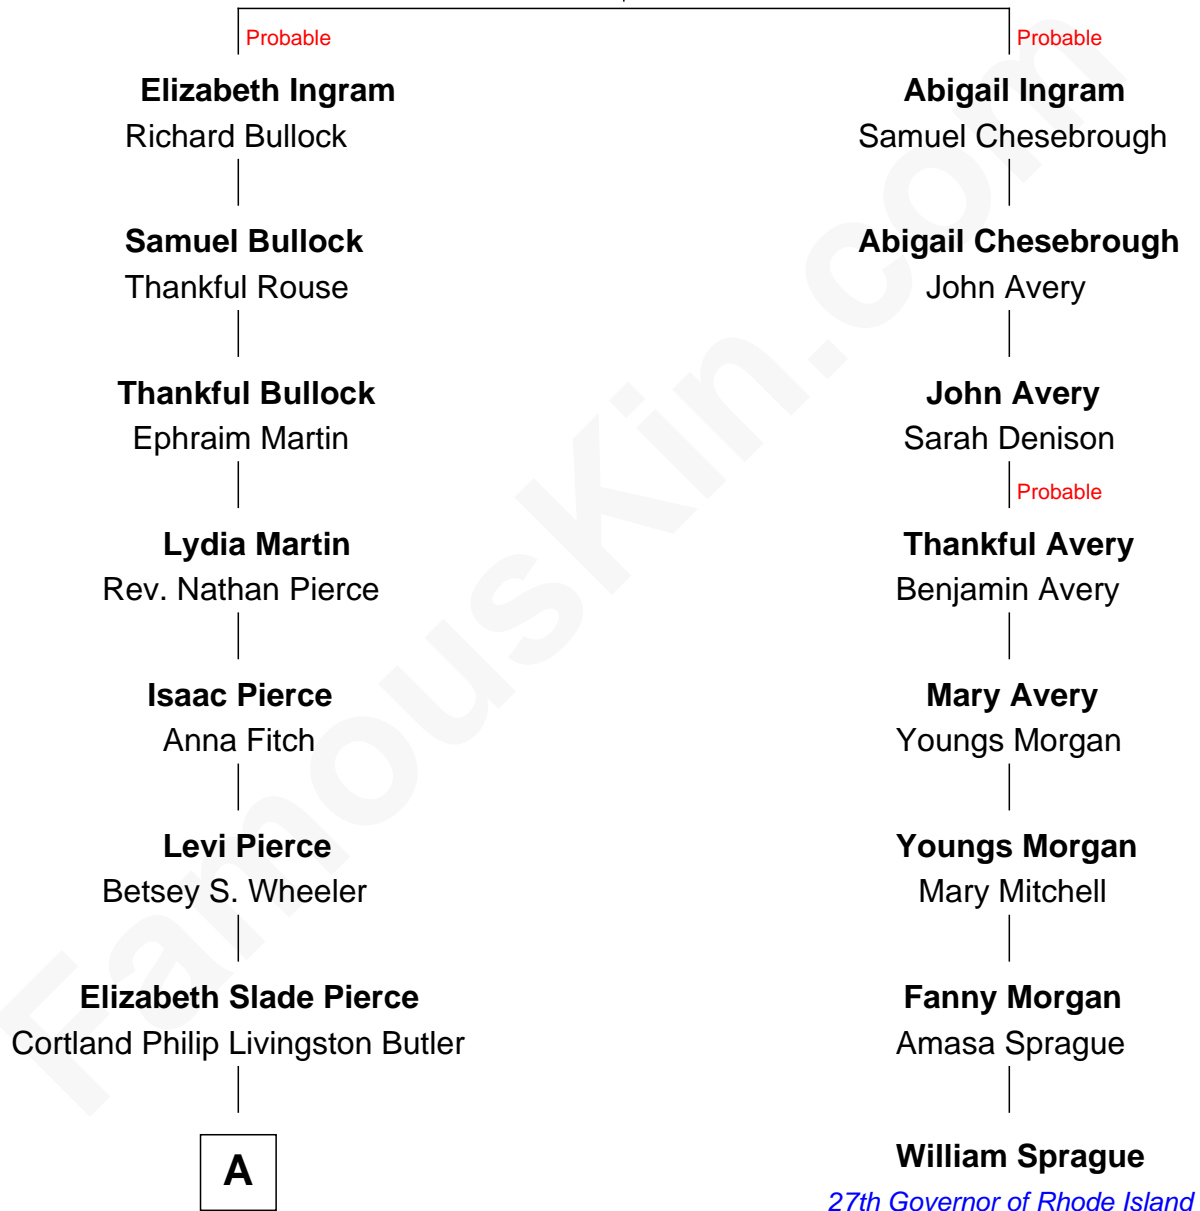 Probable
Probable
Elizabeth Ingram
Abigail Ingram
Richard Bullock
Samuel Chesebrough
Samuel Bullock
Abigail Chesebrough
Thankful Rouse
John Avery
Thankful Bullock
John Avery
Ephraim Martin
Sarah Denison
Probable
Lydia Martin
Thankful Avery
Rev. Nathan Pierce
Benjamin Avery
Isaac Pierce
Mary Avery
Anna Fitch
Youngs Morgan
Levi Pierce
Youngs Morgan
Betsey S. Wheeler
Mary Mitchell
Elizabeth Slade Pierce
Fanny Morgan
Cortland Philip Livingston Butler
Amasa Sprague
A
William Sprague
27th Governor of Rhode Island
FamousKin.com